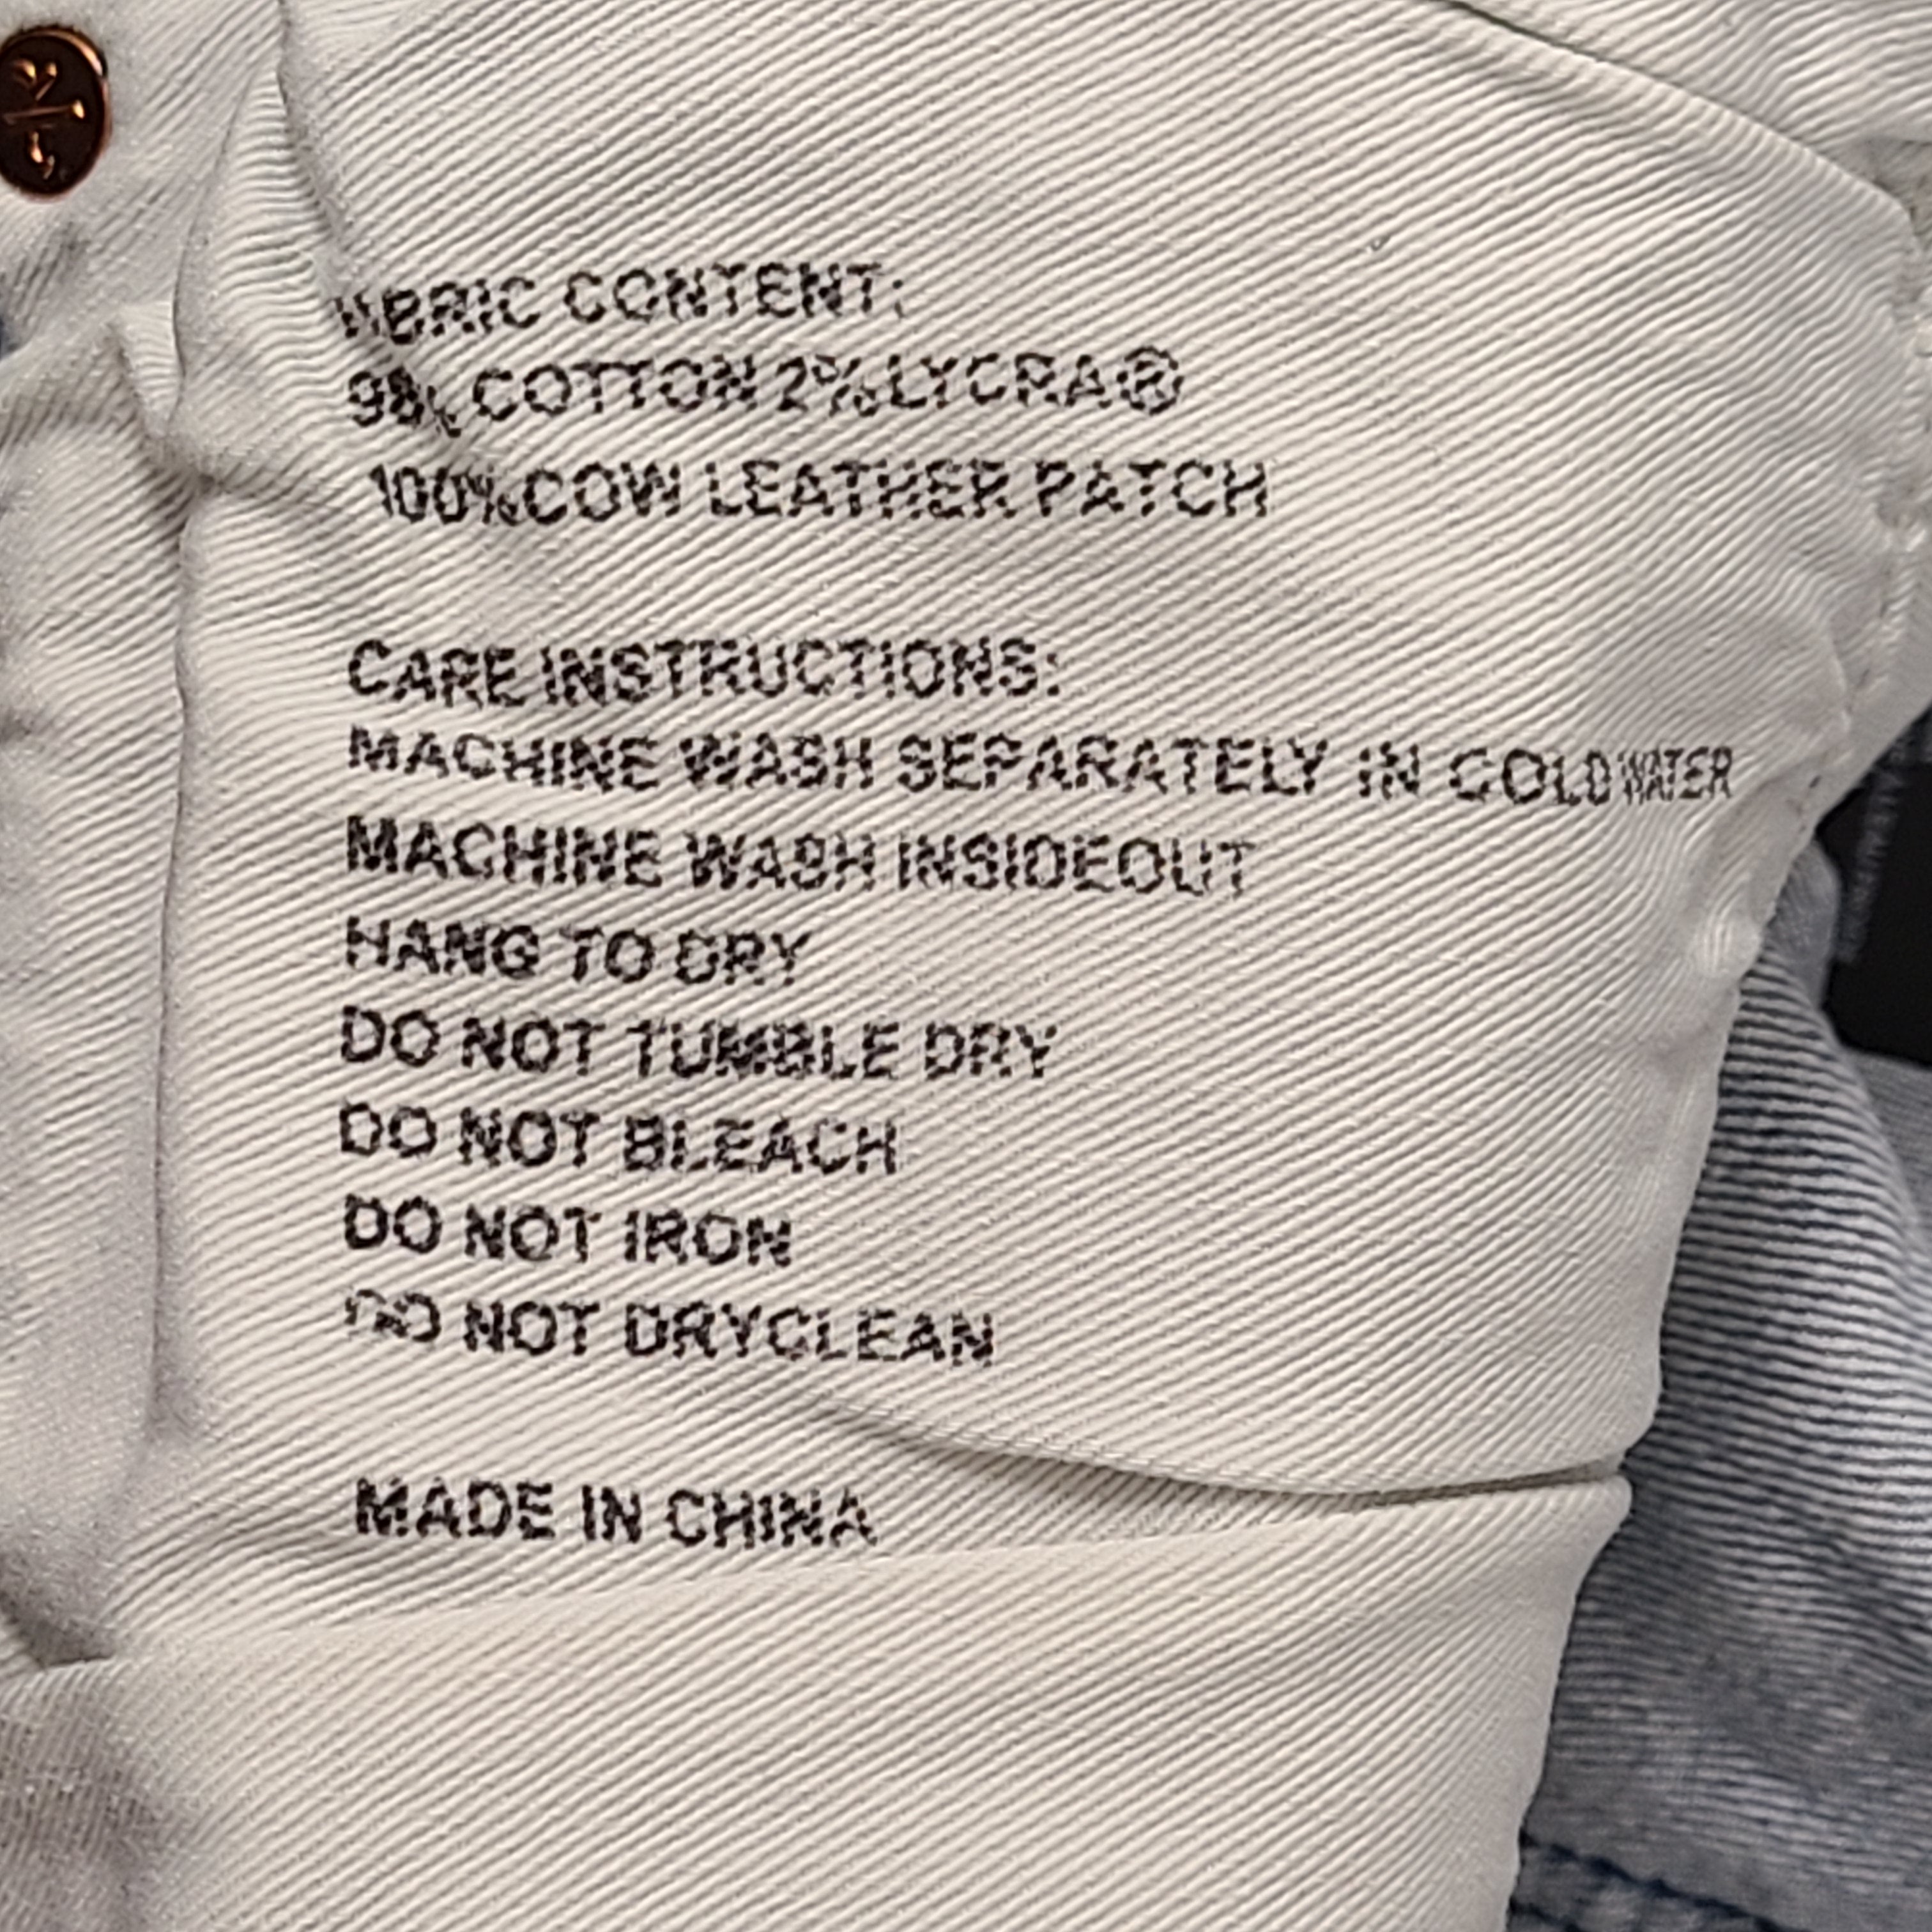 FABRIC CONTENT:
98% COTTON 2% LYCRA®
100% COW LEATHER PATCH
CARE INSTRUCTIONS:
MACHINE WASH SEPARATELY IN COLD WATER
MACHINE WASH INSIDEOUT
HANG TO DRY
DO NOT TUMBLE DRY
DO NOT BLEACH
DO NOT IRON
DO NOT DRYCLEAN
MADE IN CHINA